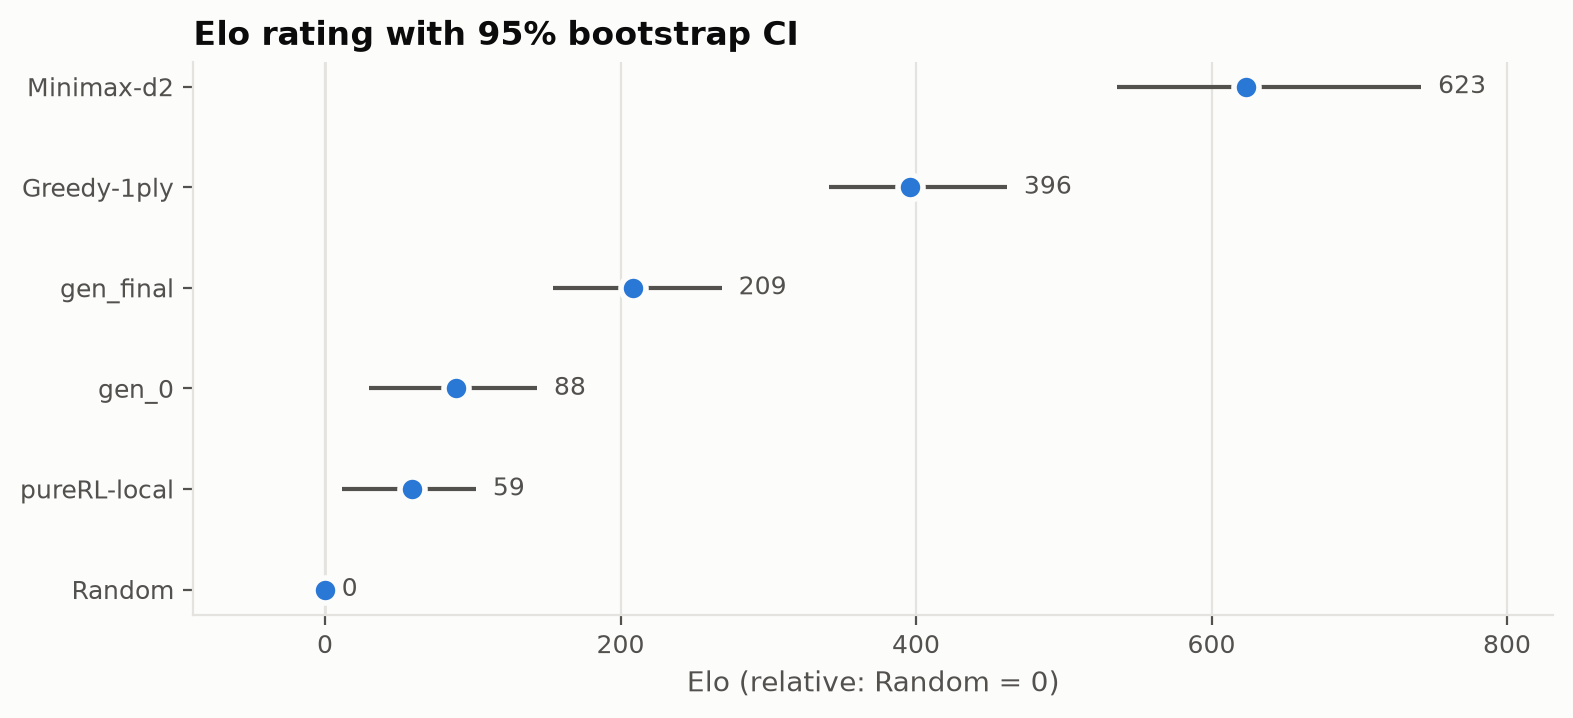 Elo rating with 95% bootstrap CI
Minimax-d2
623
Greedy-1ply
396
gen_final
209
gen_0
88
pureRL-local
59
Random
0
0 200 400 600 800
Elo (relative: Random = 0)